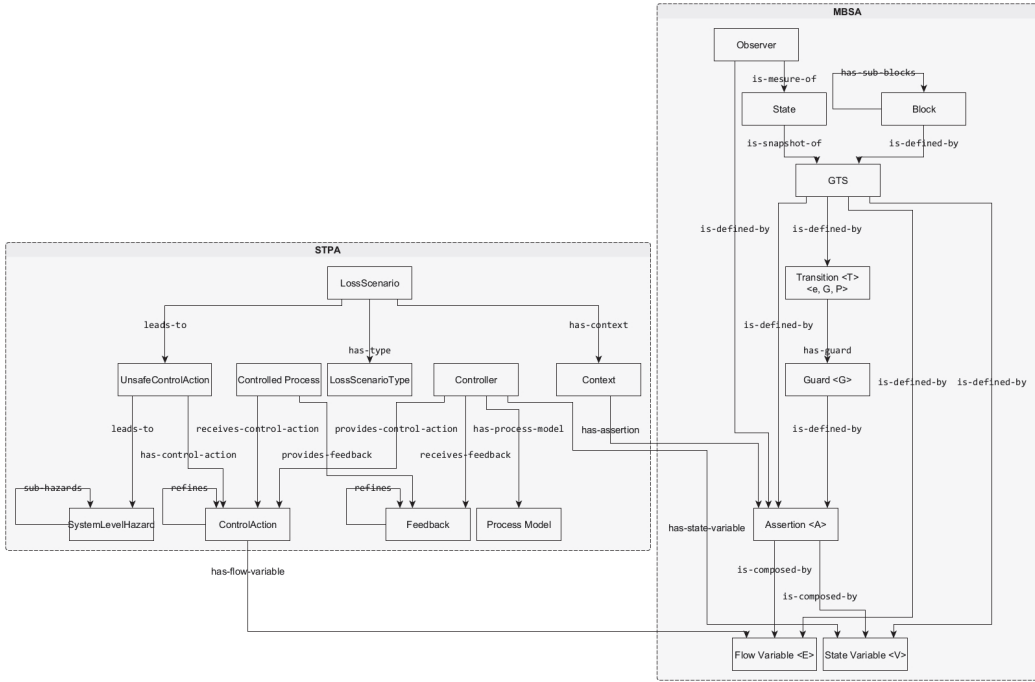 MBSA
Observer
is-mesure-of
has-sub-blocks
State
Block
is-snapshot-of
is-defined-by
GTS
is-defined-by
is-defined-by
STPA
LossScenario
Transition <T>
<e, G, P>
leads-to
has-context
is-defined-by
has-type
has-guard
UnsafeControlAction
Controlled Process
LossScenarioType
Controller
Context
Guard <G>
is-defined-by
is-defined-by
leads-to
receives-control-action
provides-control-action
has-process-model
has-assertion
is-defined-by
has-control-action
provides-feedback
receives-feedback
sub-hazards
refines
refines
SystemLevelHazard
ControlAction
Feedback
Process Model
has-state-variable
Assertion <A>
has-flow-variable
is-composed-by
is-composed-by
Flow Variable <E>
State Variable <V>